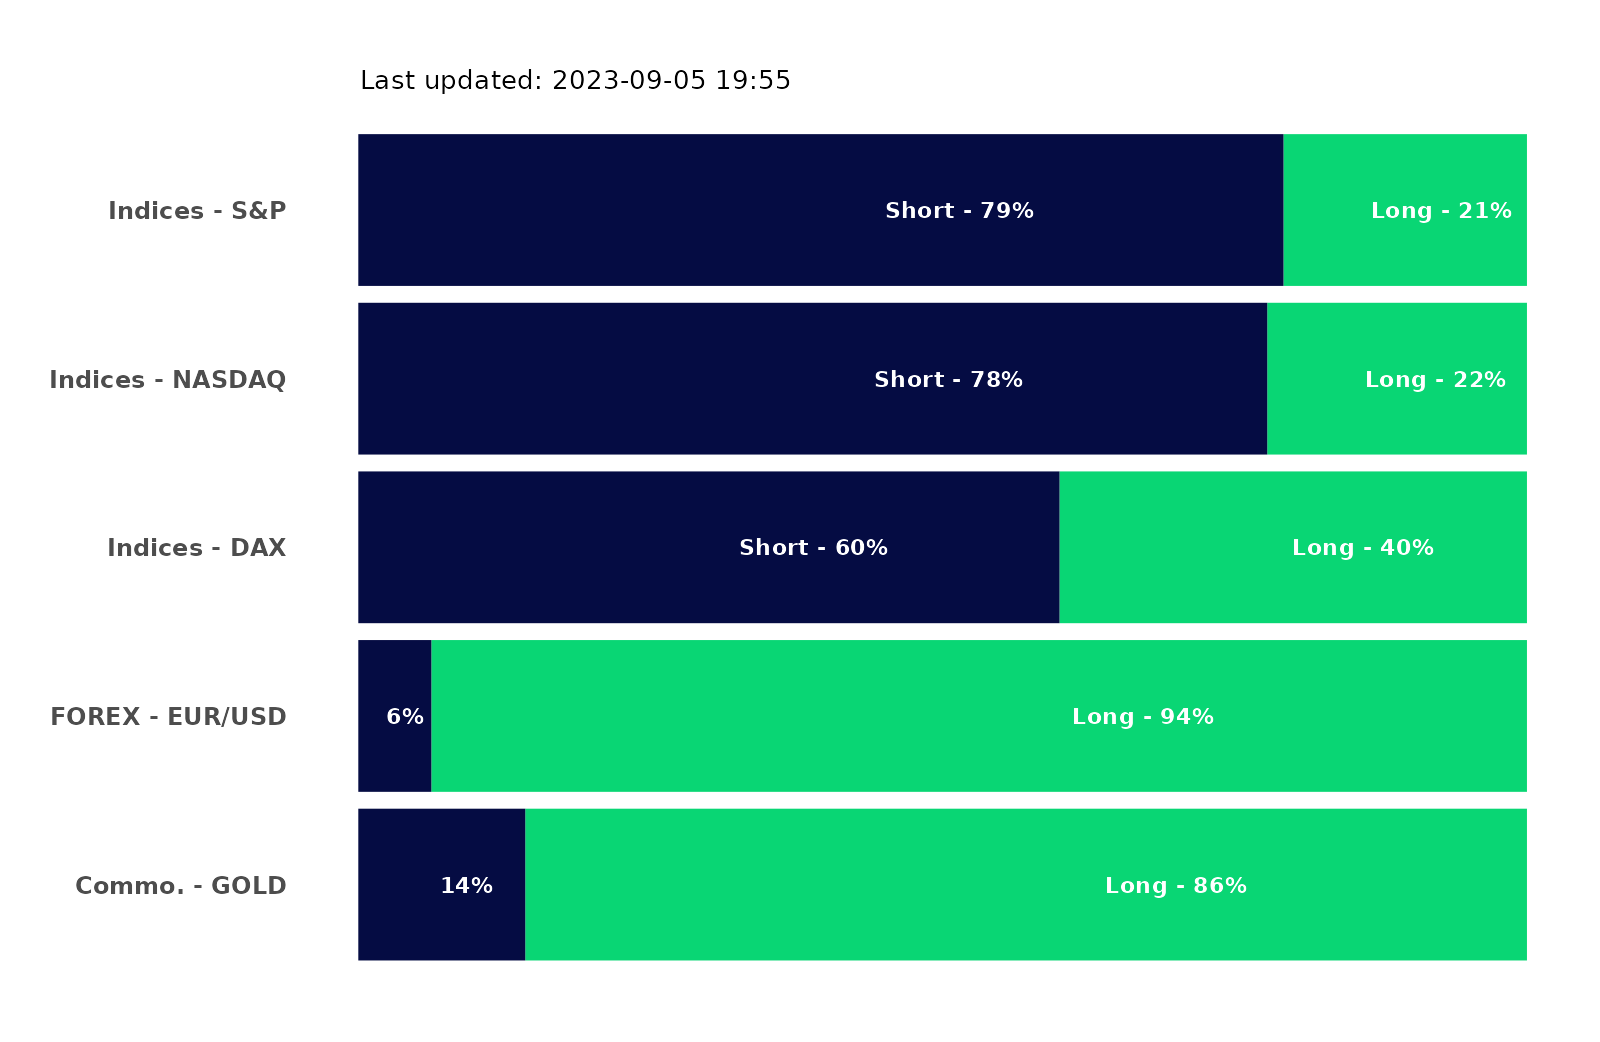 Last updated: 2023-09-05 19:55
Indices - S&P
Short - 79%
Long - 21%
Indices - NASDAQ
Short - 78%
Long - 22%
Indices - DAX
Short - 60%
Long - 40%
FOREX - EUR/USD
6%
Long - 94%
Commo. - GOLD
14%
Long - 86%